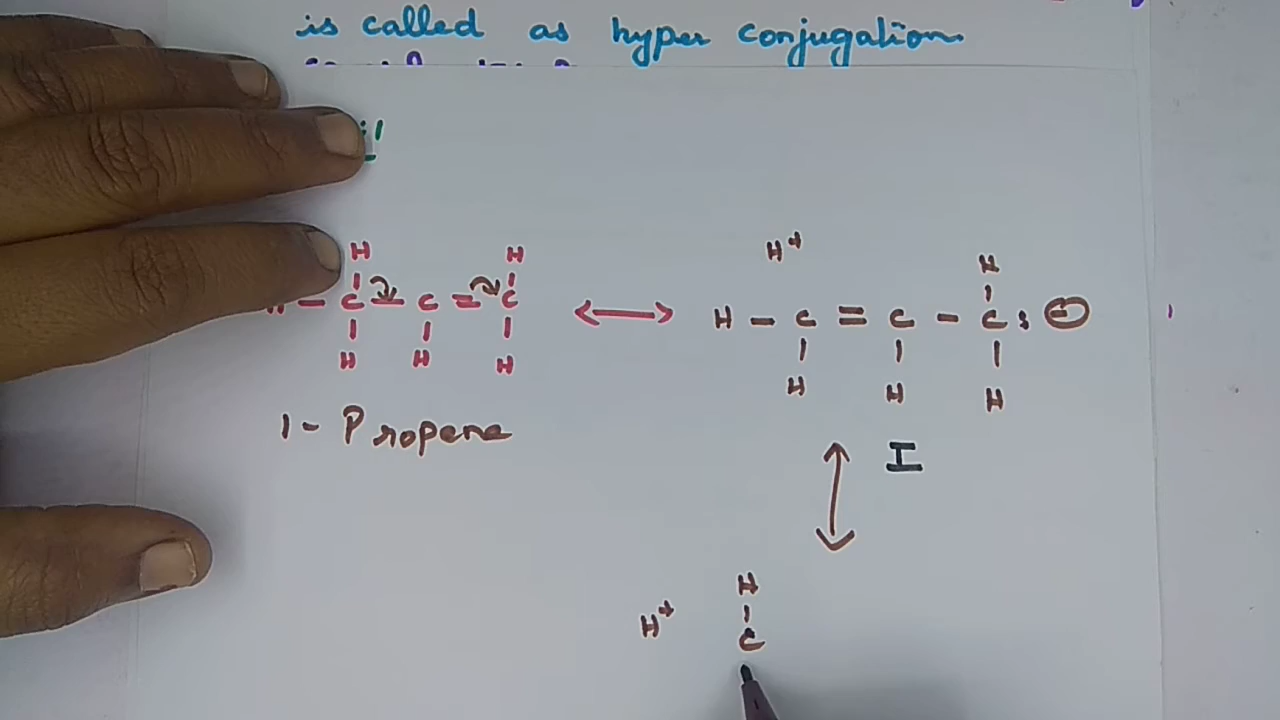 is called as hyper conjugation
H H H+ H
H - C - C = C ⟷ H - C = C - C : ⊖
H H H H H H
1 - Propene
I
H
H+
C